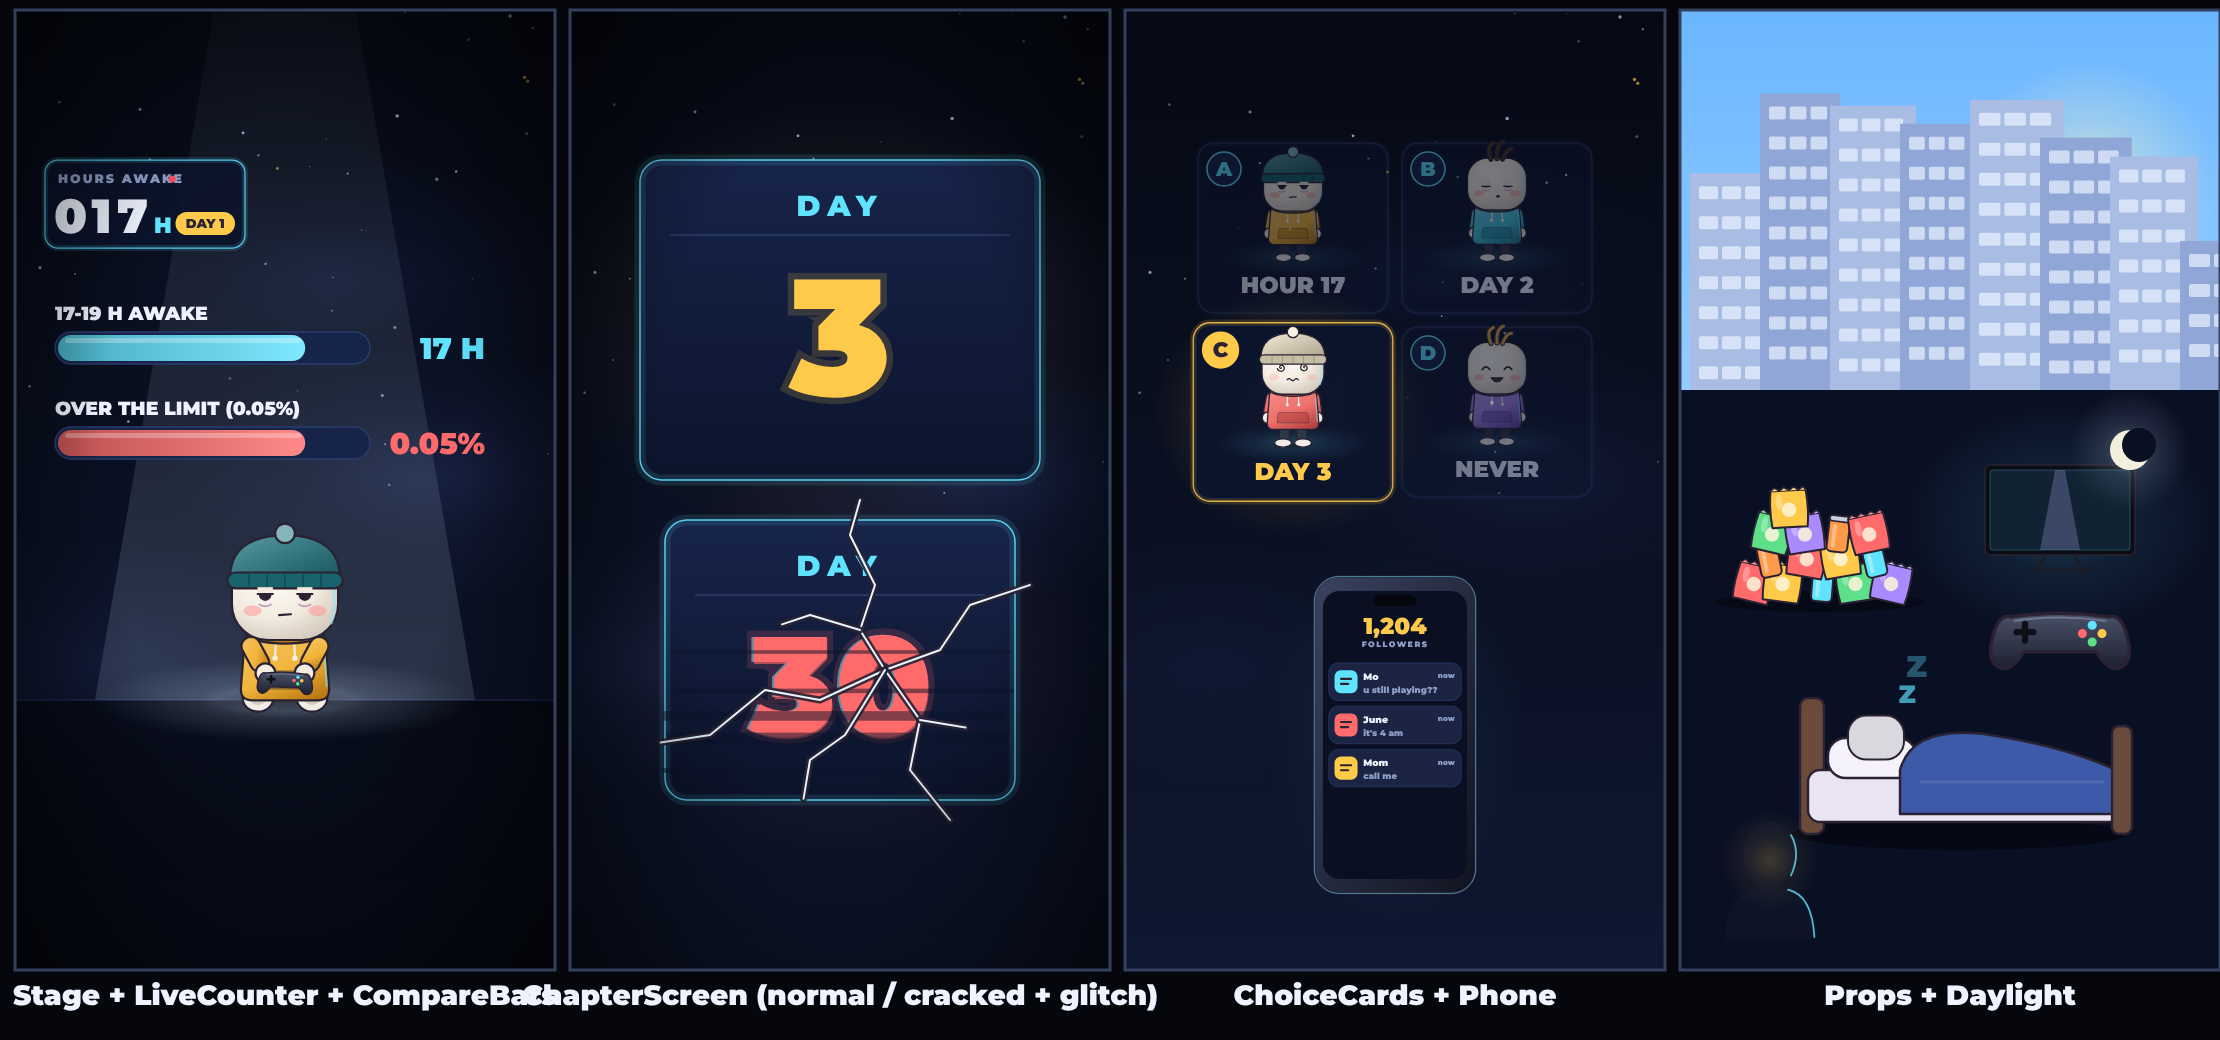 HOURS AWAKE
017 H DAY 1
17-19 H AWAKE
17 H
OVER THE LIMIT (0.05%)
0.05%
Stage + LiveCounter + CompareBars
DAY
3
DAY
30
ChapterScreen (normal / cracked + glitch)
A
HOUR 17
B
DAY 2
C
DAY 3
D
NEVER
1,204
FOLLOWERS
Mo now
u still playing??
June now
it's 4 am
Mom now
call me
ChoiceCards + Phone
Z
Z
Props + Daylight